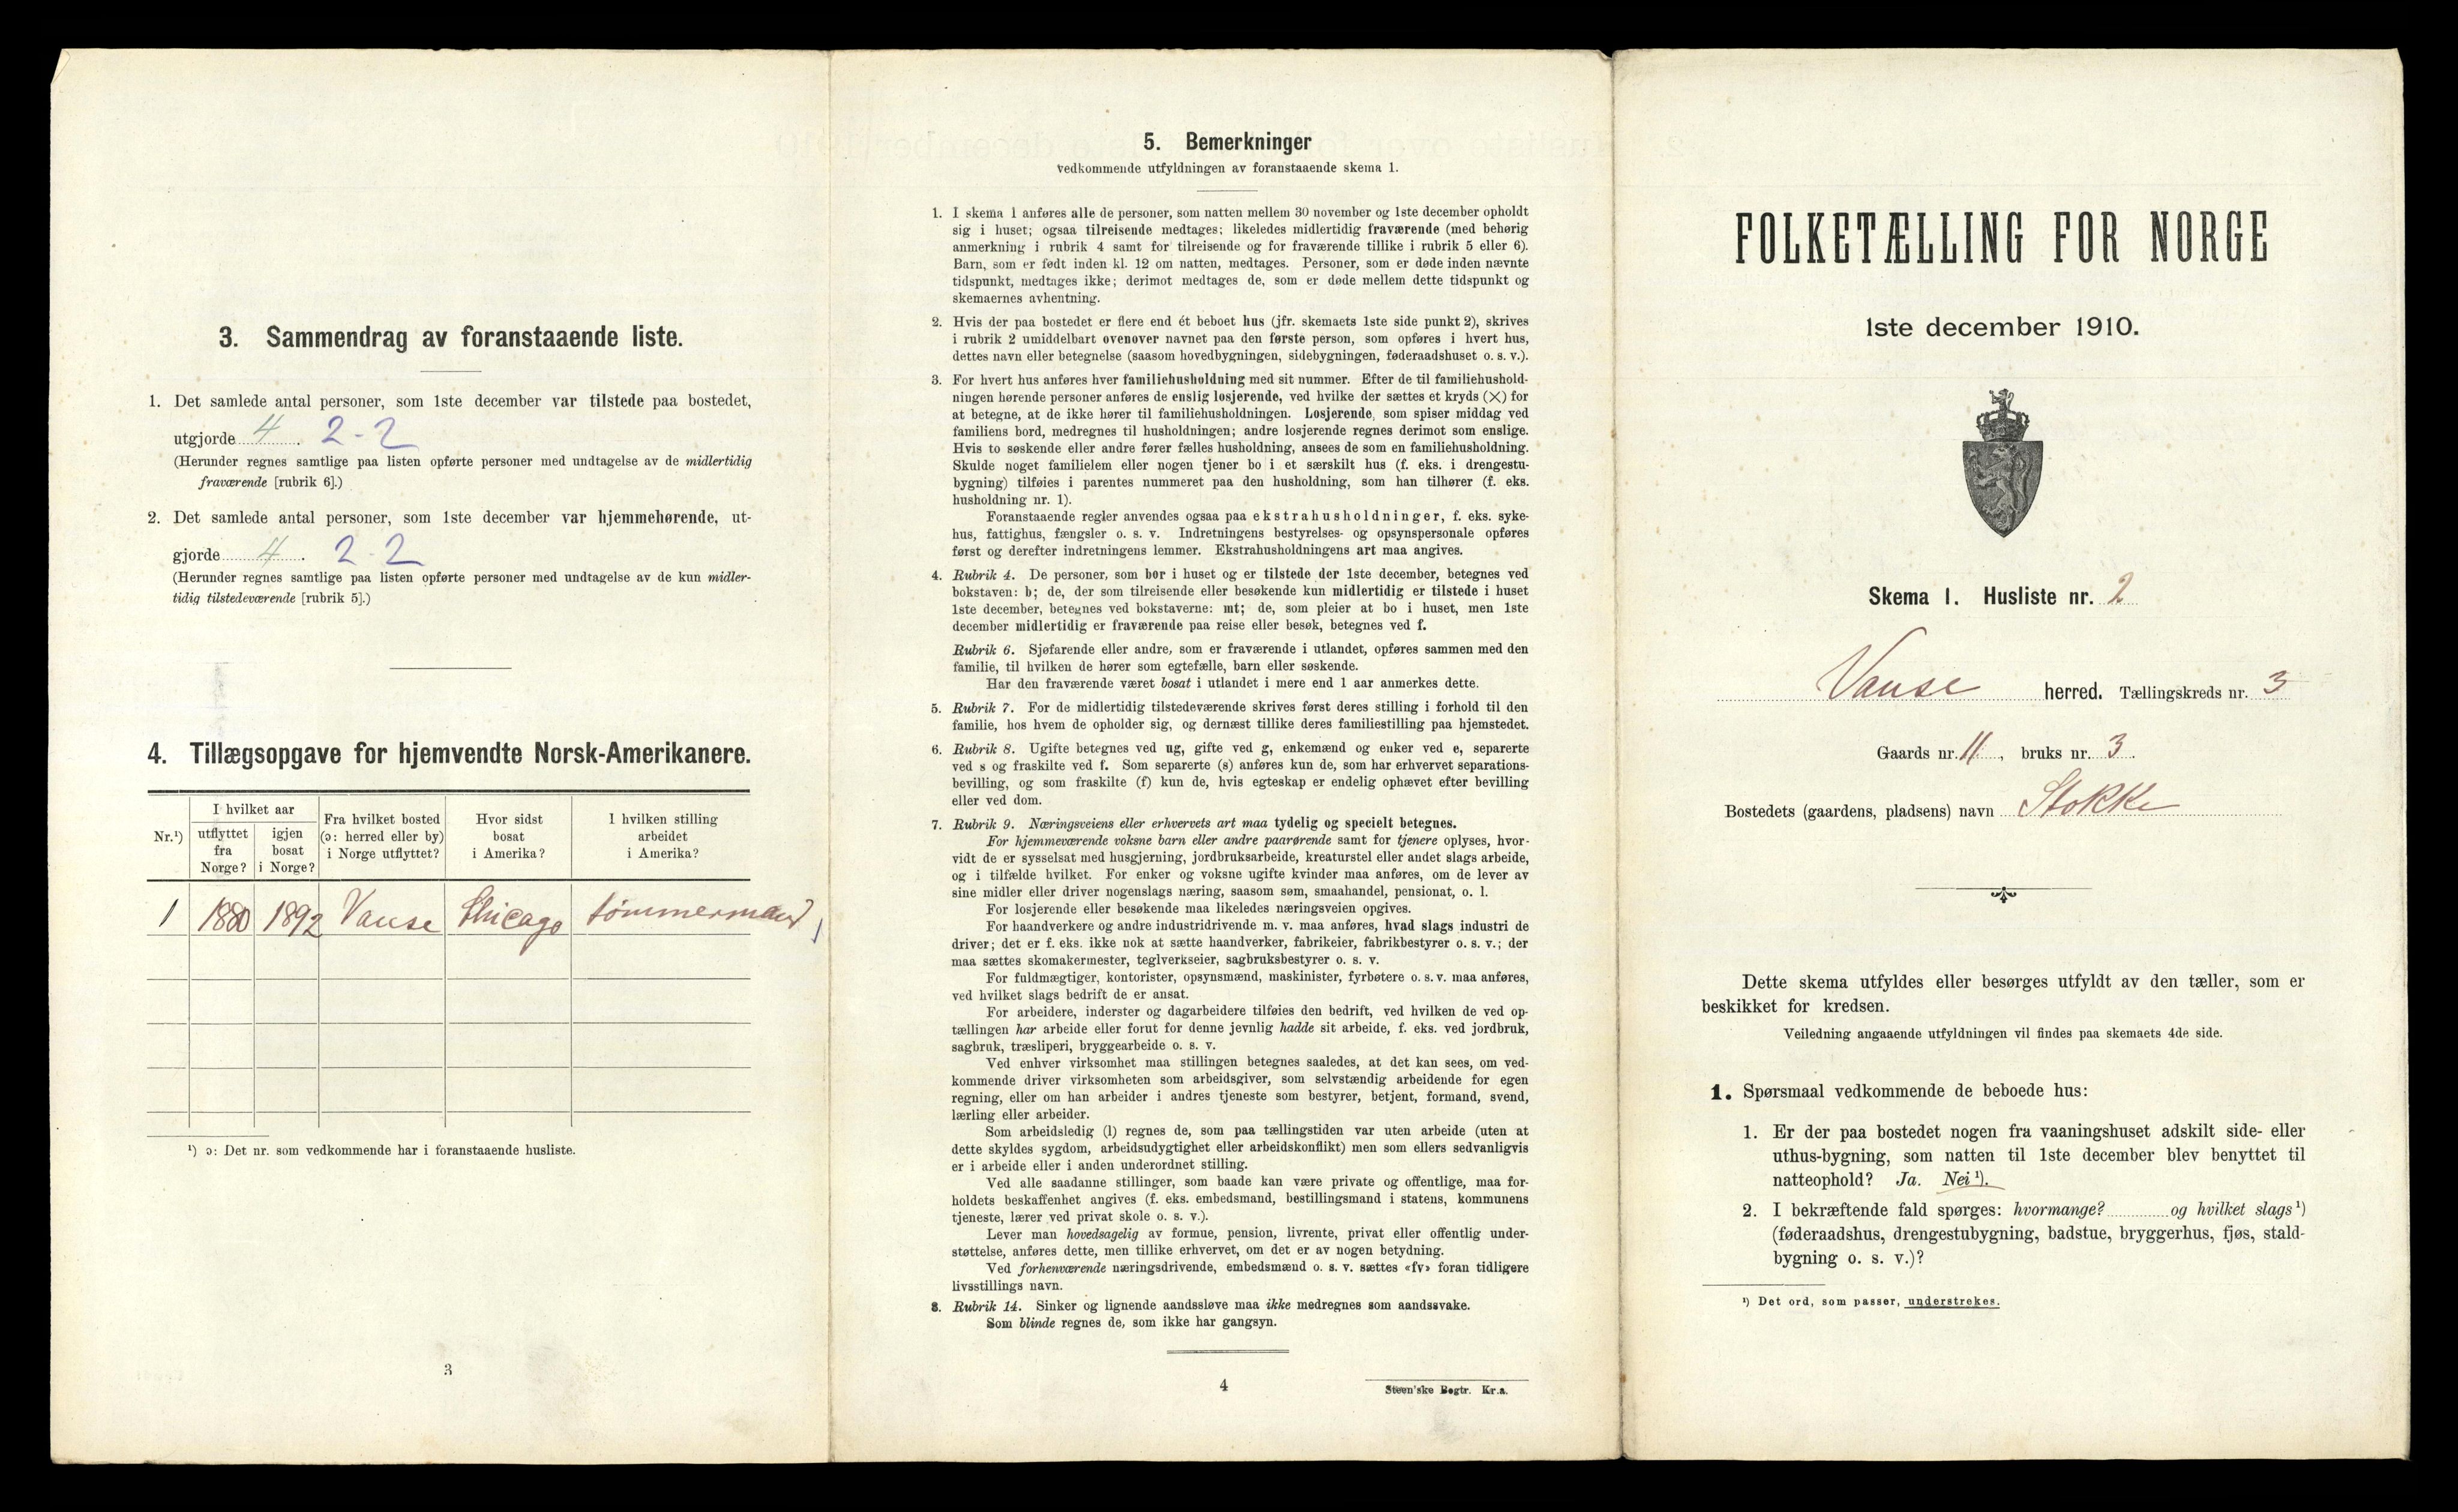 3. Sammendrag av foranstaaende liste.
1. Det samlede antal personer, som 1ste december var tilstede paa bostedet,
utgjorde 4. 2-2
(Herunder regnes samtlige paa listen opførte personer med undtagelse av de midlertidig
fraværende [rubrik 6].)
2. Det samlede antal personer, som 1ste december var hjemmehørende, ut-
gjorde 4. 2-2
(Herunder regnes samtlige paa listen opførte personer med undtagelse av de kun midler-
tidig tilstedeværende [rubrik 5].)
4. Tillægsopgave for hjemvendte Norsk-Amerikanere.
Nr.¹)
I hvilket aar
utflyttet
fra
Norge?
igjen
bosat
i Norge?
Fra hvilket bosted
(ɔ: herred eller by)
i Norge utflyttet?
Hvor sidst
bosat
i Amerika?
I hvilken stilling
arbeidet
i Amerika?
1 1880 1892 Vanse Chicago tømmermand
¹) ɔ: Det nr. som vedkommende har i foranstaaende husliste.
3
5. Bemerkninger
vedkommende utfyldningen av foranstaaende skema 1.
1. I skema 1 anføres alle de personer, som natten mellem 30 november og 1ste december opholdt
sig i huset; ogsaa tilreisende medtages; likeledes midlertidig fraværende (med behørig
anmerkning i rubrik 4 samt for tilreisende og for fraværende tillike i rubrik 5 eller 6).
Barn, som er født inden kl. 12 om natten, medtages. Personer, som er døde inden nævnte
tidspunkt, medtages ikke; derimot medtages de, som er døde mellem dette tidspunkt og
skemaernes avhentning.
2. Hvis der paa bostedet er flere end ét beboet hus (jfr. skemaets 1ste side punkt 2), skrives
i rubrik 2 umiddelbart ovenover navnet paa den første person, som opføres i hvert hus,
dettes navn eller betegnelse (saasom hovedbygningen, sidebygningen, føderaadshuset o. s. v.).
3. For hvert hus anføres hver familiehusholdning med sit nummer. Efter de til familiehushold-
ningen hørende personer anføres de enslig losjerende, ved hvilke der sættes et kryds (×) for
at betegne, at de ikke hører til familiehusholdningen. Losjerende, som spiser middag ved
familiens bord, medregnes til husholdningen; andre losjerende regnes derimot som enslige.
Hvis to søskende eller andre fører fælles husholdning, ansees de som en familiehusholdning.
Skulde noget familielem eller nogen tjener bo i et særskilt hus (f. eks. i drengestu-
bygning) tilføies i parentes nummeret paa den husholdning, som han tilhører (f. eks.
husholdning nr. 1).
Foranstaaende regler anvendes ogsaa paa ekstrahusholdninger, f. eks. syke-
hus, fattighus, fængsler o. s. v. Indretningens bestyrelses- og opsynspersonale opføres
først og derefter indretningens lemmer. Ekstrahusholdningens art maa angives.
4. Rubrik 4. De personer, som bor i huset og er tilstede der 1ste december, betegnes ved
bokstaven: b; de, der som tilreisende eller besøkende kun midlertidig er tilstede i huset
1ste december, betegnes ved bokstaverne: mt; de, som pleier at bo i huset, men 1ste
december midlertidig er fraværende paa reise eller besøk, betegnes ved f.
Rubrik 6. Sjøfarende eller andre, som er fraværende i utlandet, opføres sammen med den
familie, til hvilken de hører som egtefælle, barn eller søskende.
Har den fraværende været bosat i utlandet i mere end 1 aar anmerkes dette.
5. Rubrik 7. For de midlertidig tilstedeværende skrives først deres stilling i forhold til den
familie, hos hvem de opholder sig, og dernæst tillike deres familiestilling paa hjemstedet.
6. Rubrik 8. Ugifte betegnes ved ug, gifte ved g, enkemænd og enker ved e, separerte
ved s og fraskilte ved f. Som separerte (s) anføres kun de, som har erhvervet separations-
bevilling, og som fraskilte (f) kun de, hvis egteskap er endelig ophævet efter bevilling
eller ved dom.
7. Rubrik 9. Næringsveiens eller erhvervets art maa tydelig og specielt betegnes.
For hjemmeværende voksne barn eller andre paarørende samt for tjenere oplyses, hvor-
vidt de er sysselsat med husgjerning, jordbruksarbeide, kreaturstel eller andet slags arbeide,
og i tilfælde hvilket. For enker og voksne ugifte kvinder maa anføres, om de lever av
sine midler eller driver nogenslags næring, saasom søm, smaahandel, pensionat, o. l.
For losjerende eller besøkende maa likeledes næringsveien opgives.
For haandverkere og andre industridrivende m. v. maa anføres, hvad slags industri de
driver; det er f. eks. ikke nok at sætte haandverker, fabrikeier, fabrikbestyrer o. s. v.; der
maa sættes skomakermester, teglverkseier, sagbruksbestyrer o. s. v.
For fuldmægtiger, kontorister, opsynsmænd, maskinister, fyrbøtere o. s. v. maa anføres,
ved hvilket slags bedrift de er ansat.
For arbeidere, inderster og dagarbeidere tilføies den bedrift, ved hvilken de ved op-
tællingen har arbeide eller forut for denne jevnlig hadde sit arbeide, f. eks. ved jordbruk,
sagbruk, træsliperi, bryggearbeide o. s. v.
Ved enhver virksomhet maa stillingen betegnes saaledes, at det kan sees, om ved-
kommende driver virksomheten som arbeidsgiver, som selvstændig arbeidende for egen
regning, eller om han arbeider i andres tjeneste som bestyrer, betjent, formand, svend,
lærling eller arbeider.
Som arbeidsledig (l) regnes de, som paa tællingstiden var uten arbeide (uten at
dette skyldes sygdom, arbeidsudygtighet eller arbeidskonflikt) men som ellers sedvanligvis
er i arbeide eller i anden underordnet stilling.
Ved alle saadanne stillinger, som baade kan være private og offentlige, maa for-
holdets beskaffenhet angives (f. eks. embedsmand, bestillingsmand i statens, kommunens
tjeneste, lærer ved privat skole o. s. v.).
Lever man hovedsagelig av formue, pension, livrente, privat eller offentlig under-
støttelse, anføres dette, men tillike erhvervet, om det er av nogen betydning.
Ved forhenværende næringsdrivende, embedsmænd o. s. v. sættes «fv» foran tidligere
livsstillings navn.
8. Rubrik 14. Sinker og lignende aandssløve maa ikke medregnes som aandssvake.
Som blinde regnes de, som ikke har gangsyn.
4
Steen'ske Bogtr. Kr.a.
FOLKETÆLLING FOR NORGE
1ste december 1910.
Skema 1. Husliste nr. 2
Vanse herred. Tællingskreds nr. 3
Gaards nr. 11, bruks nr. 3.
Bostedets (gaardens, pladsens) navn Stokke
Dette skema utfyldes eller besørges utfyldt av den tæller, som er
beskikket for kredsen.
Veiledning angaaende utfyldningen vil findes paa skemaets 4de side.
1. Spørsmaal vedkommende de beboede hus:
1. Er der paa bostedet nogen fra vaaningshuset adskilt side- eller
uthus-bygning, som natten til 1ste december blev benyttet til
natteophold? Ja. Nei ¹).
2. I bekræftende fald spørges: hvormange? og hvilket slags ¹)
(føderaadshus, drengestubygning, badstue, bryggerhus, fjøs, stald-
bygning o. s. v.)?
¹) Det ord, som passer, understrekes.